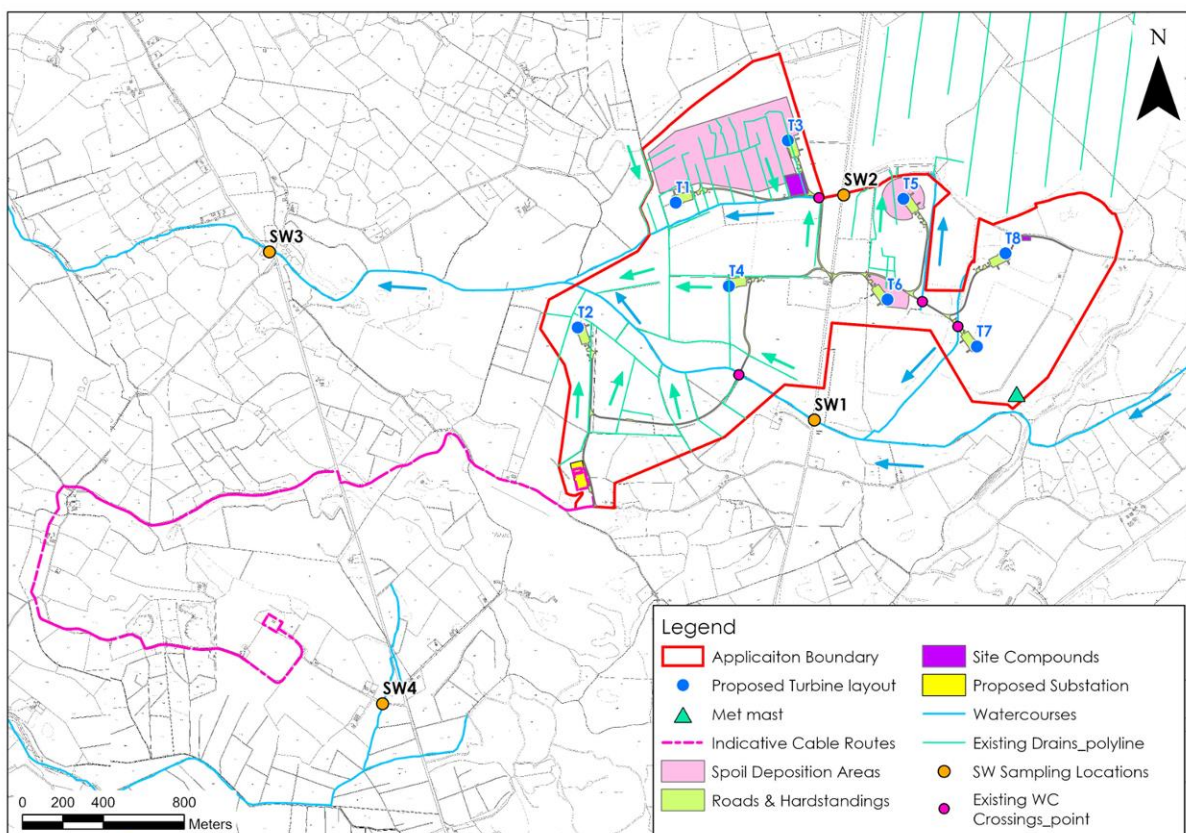 N
T3
T1
SW2
T5
SW3
T8
T4
T6
T2
T7
SW1
SW4
Legend
Applicaiton Boundary
Proposed Turbine layout
Met mast
Indicative Cable Routes
Spoil Deposition Areas
Roads & Hardstandings
Site Compounds
Proposed Substation
Watercourses
Existing Drains_polyline
SW Sampling Locations
Existing WC
Crossings_point
0 200 400 800
Meters